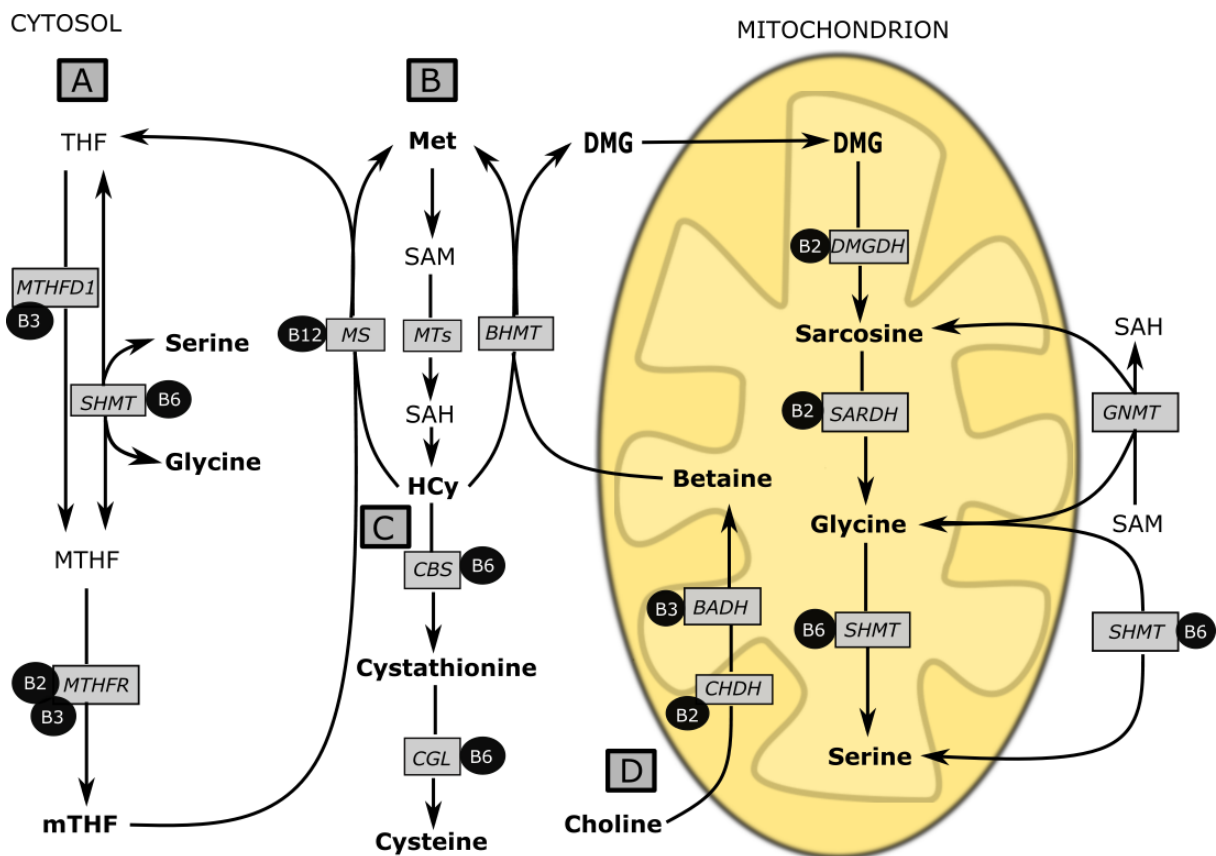 CYTOSOL
MITOCHONDRION
A
B
THF
Met
DMG
DMG
MTHFD1
B3
SAM
B2
DMGDH
Serine
B12
MS
MTs
BHMT
Sarcosine
SAH
SHMT
B6
SAH
B2
SARDH
GNMT
Glycine
HCy
Betaine
Glycine
SAM
C
MTHF
CBS
B6
B3
BADH
B6
SHMT
SHMT
B6
B2
MTHFR
B3
Cystathionine
CHDH
B2
CGL
B6
D
Serine
mTHF
Cysteine
Choline